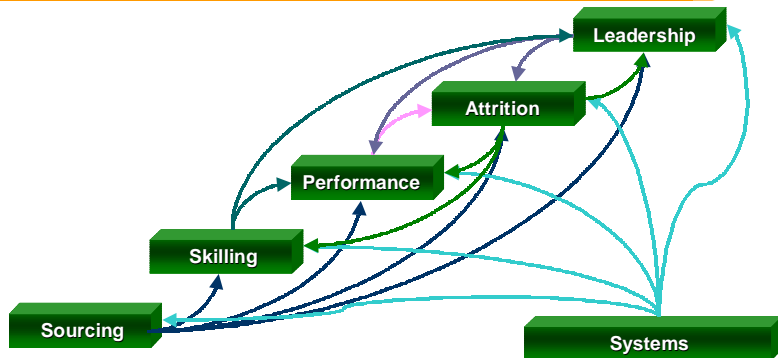 Leadership
Attrition
Performance
Skilling
Sourcing
Systems